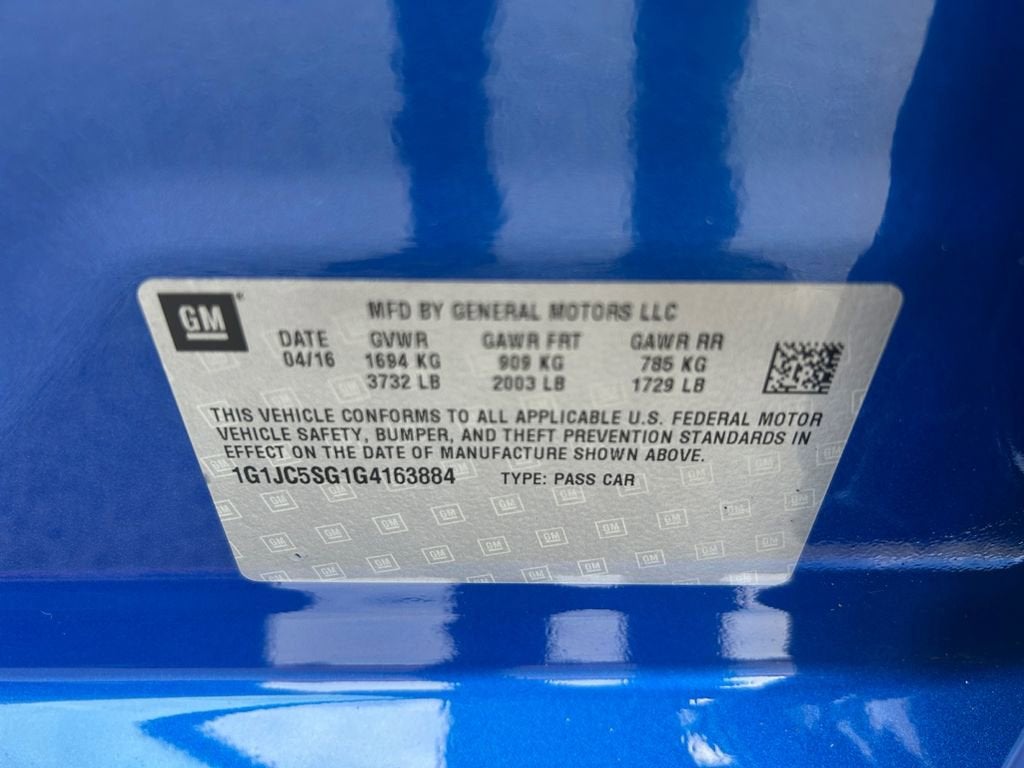 GM
MFD BY GENERAL MOTORS LLC
DATE GVWR GAWR FRT GAWR RR
04/16 1694 KG 909 KG 785 KG
3732 LB 2003 LB 1729 LB
THIS VEHICLE CONFORMS TO ALL APPLICABLE U.S. FEDERAL MOTOR
VEHICLE SAFETY, BUMPER, AND THEFT PREVENTION STANDARDS IN
EFFECT ON THE DATE OF MANUFACTURE SHOWN ABOVE.
1G1JC5SG1G4163884 TYPE: PASS CAR